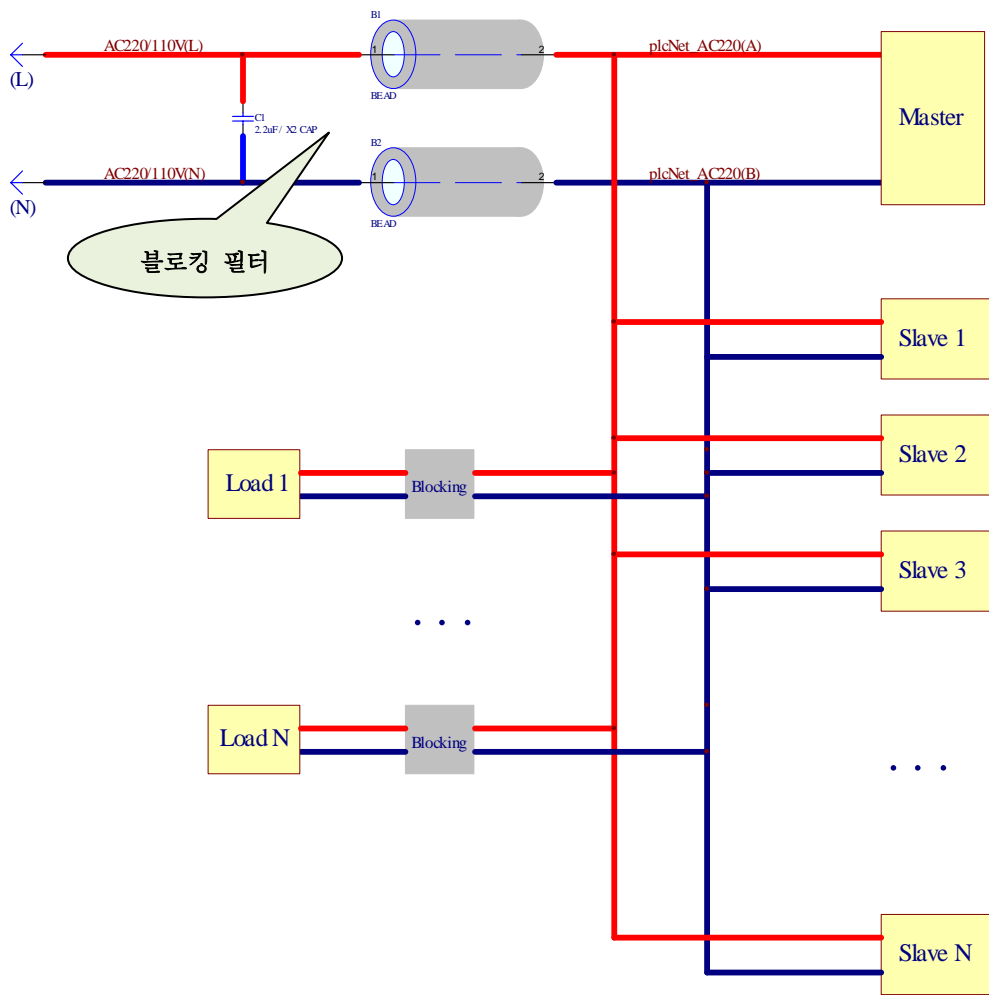 B1
AC220/110V(L)
1
2
plcNet_AC220(A)
(L)
BEAD
C1
2.2uF / X2 CAP
Master
B2
AC220/110V(N)
1
2
plcNet_AC220(B)
(N)
BEAD
블로킹 필터
Slave 1
Slave 2
Load 1
Blocking
Slave 3
. . .
Load N
Blocking
. . .
Slave N